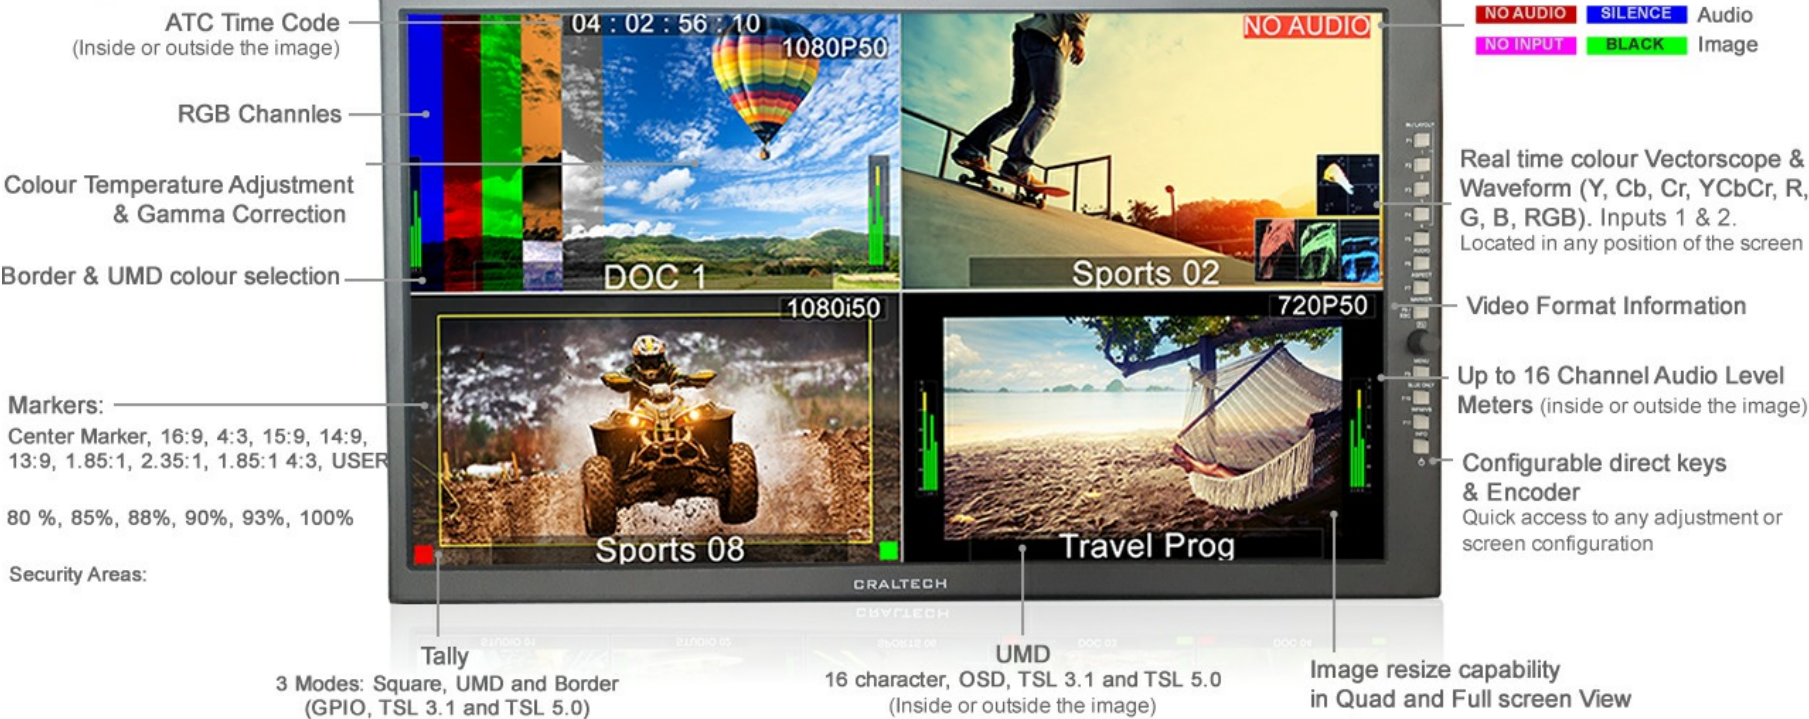 ATC Time Code
(Inside or outside the image)
RGB Channles
Colour Temperature Adjustment
& Gamma Correction
Border & UMD colour selection
Markers:
Center Marker, 16:9, 4:3, 15:9, 14:9,
13:9, 1.85:1, 2.35:1, 1.85:1 4:3, USER
80 %, 85%, 88%, 90%, 93%, 100%
Security Areas:
04 : 02 : 56 : 10
1080P50
DOC 1
NO AUDIO
Sports 02
1080i50
Sports 08
720P50
Travel Prog
CRALTECH
NO AUDIO SILENCE Audio
NO INPUT BLACK Image
Real time colour Vectorscope &
Waveform (Y, Cb, Cr, YCbCr, R,
G, B, RGB). Inputs 1 & 2.
Located in any position of the screen
Video Format Information
Up to 16 Channel Audio Level
Meters (inside or outside the image)
Configurable direct keys
& Encoder
Quick access to any adjustment or
screen configuration
Tally
3 Modes: Square, UMD and Border
(GPIO, TSL 3.1 and TSL 5.0)
UMD
16 character, OSD, TSL 3.1 and TSL 5.0
(Inside or outside the image)
Image resize capability
in Quad and Full screen View